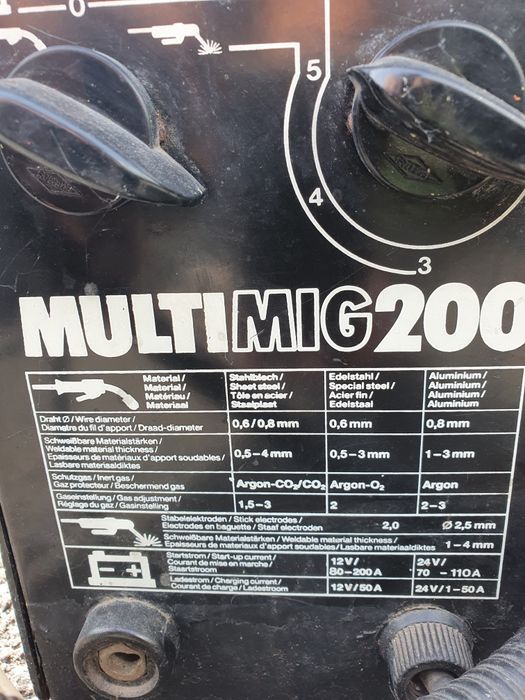 0
5
4
3
MULTIMIG200
Material / Material / Matériau / Materiaal
Stahlblech / Sheet steel / Tôle en acier / Staalplaat
Edelstahl / Special steel / Acier fin / Edelstaal
Aluminium / Aluminium / Aluminium / Aluminium
Draht Ø / Wire diameter /
Diametre du fil d'apport / Draad-diameter
0,6 / 0,8 mm
0,6 mm
0,8 mm
Schweißbare Materialstärken /
Weldable material thickness /
Epaisseurs de matériaux d'apport soudables /
Lasbare materiaaldiktes
0,5-4 mm
0,5-3 mm
1-3 mm
Schutzgas / Inert gas /
Gaz protecteur / Beschermend gas
Argon-CO₂/CO₂
Argon-O₂
Argon
Gaseinstellung / Gas adjustment /
Réglage du gaz / Gasinstelling
1,5-3
2
2-3
Stabelektroden / Stick electrodes /
Electrodes en baguette / Staaf electroden
2,0
Ø 2,5 mm
Schweißbare Materialstärken / Weldable material thickness /
Epaisseurs de matériaux d'apport soudables / Lasbare materiaaldiktes
1-4 mm
Startstrom / Start-up current /
Courant de mise en marche /
Staartstroom
12 V/
80-200 A
24 V/
70 - 110 A
Ladestrom / Charging current /
Courant de charge / Ladestroom
12 V/50 A
24 V/1-50 A